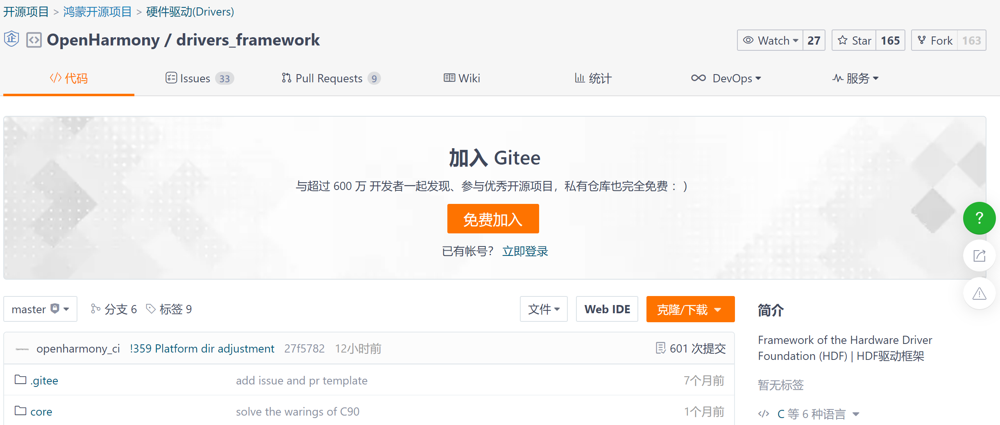 开源项目 > 鸿蒙开源项目 > 硬件驱动(Drivers)
企 OpenHarmony / drivers_framework
Watch 27 Star 165 Fork 163
代码 Issues 33 Pull Requests 9 Wiki 统计 DevOps 服务
加入 Gitee
与超过 600 万 开发者一起发现、参与优秀开源项目，私有仓库也完全免费 ：)
免费加入
已有帐号？ 立即登录
?
master 分支 6 标签 9 文件 Web IDE 克隆/下载
openharmony_ci !359 Platform dir adjustment 27f5782 12小时前 601 次提交
.gitee add issue and pr template 7个月前
core solve the warings of C90 1个月前
简介
Framework of the Hardware Driver
Foundation (HDF) | HDF驱动框架
暂无标签
C 等 6 种语言